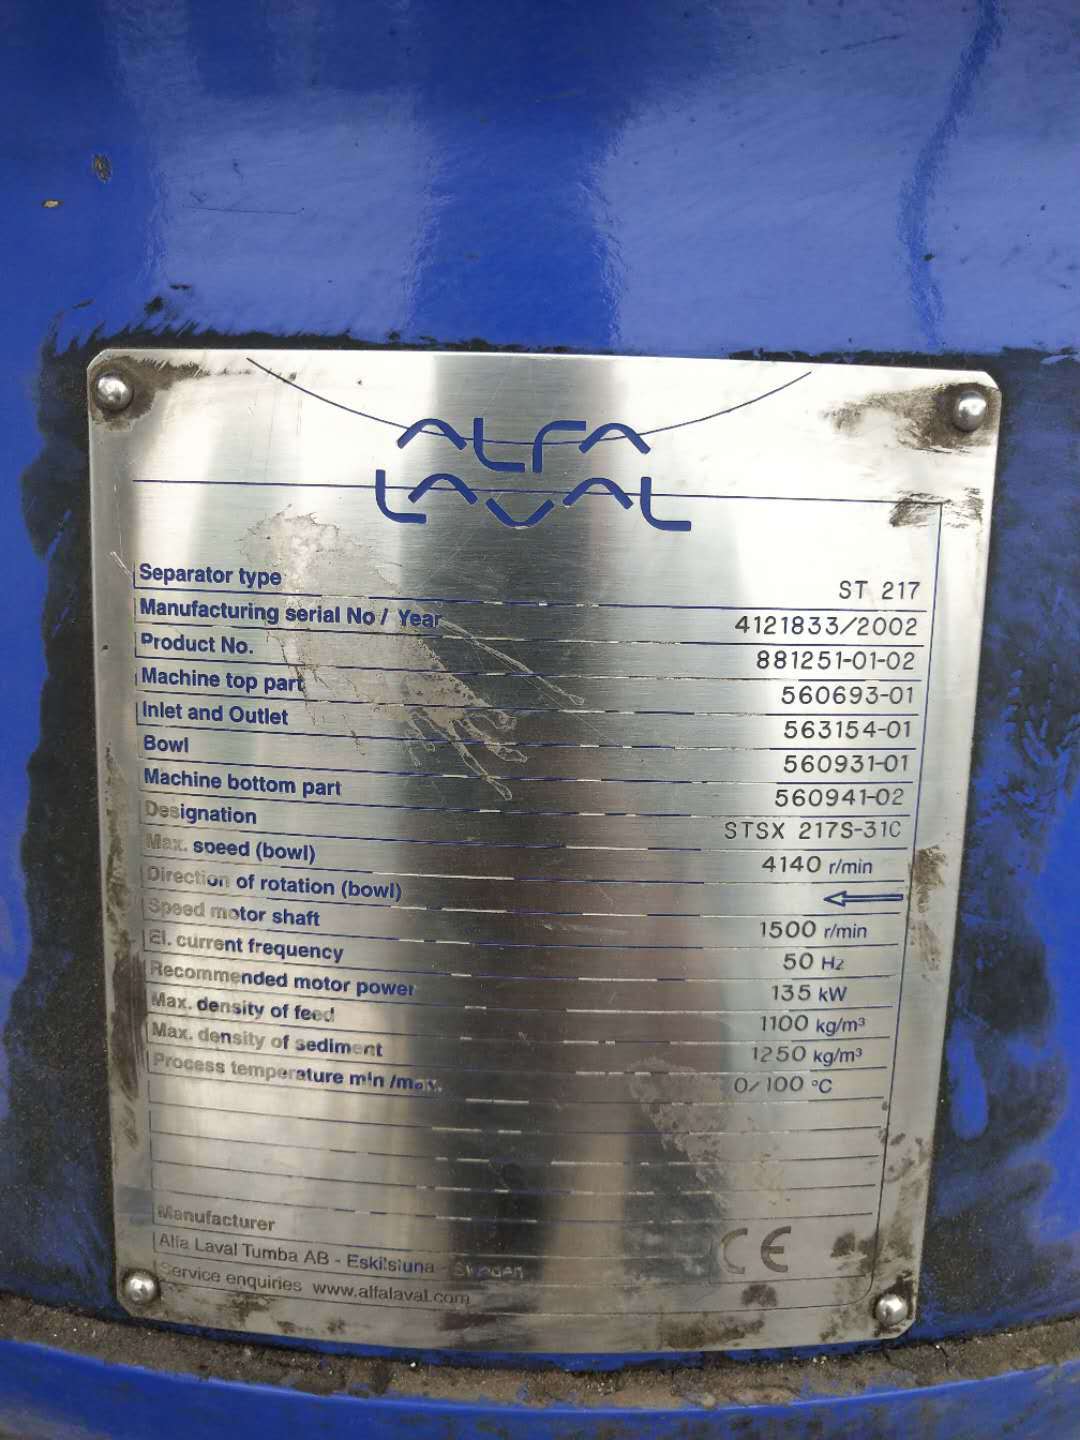 ALFA
LAVAL
Separator type ST 217
Manufacturing serial No / Year 4121833/2002
Product No. 881251-01-02
Machine top part 560693-01
Inlet and Outlet 563154-01
Bowl 560931-01
Machine bottom part 560941-02
Designation STSX 217S-31C
Max. speed (bowl) 4140 r/min
Direction of rotation (bowl)
Speed motor shaft 1500 r/min
El. current frequency 50 Hz
Recommended motor power 135 kW
Max. density of feed 1100 kg/m³
Max. density of sediment 1250 kg/m³
Process temperature min /max. 0/100 °C
Manufacturer
Alfa Laval Tumba AB - Eskilstuna - Sweden
Service enquiries www.alfalaval.com
CE